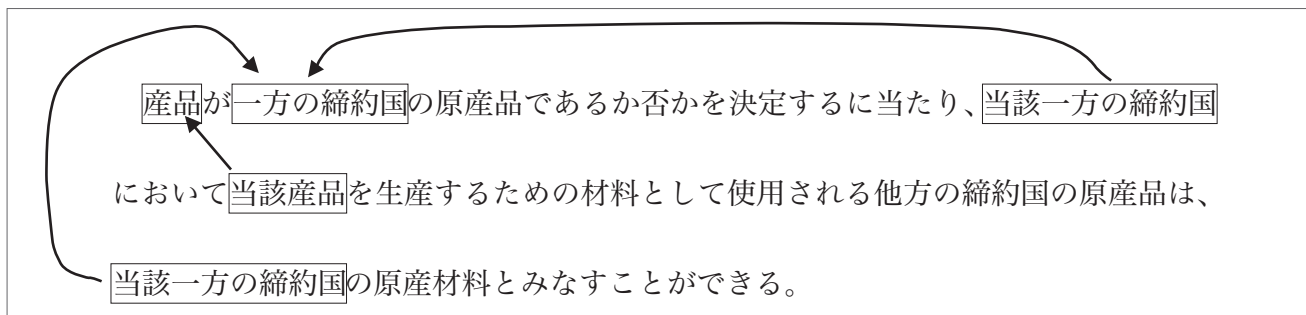 産品が一方の締約国の原産品であるか否かを決定するに当たり、当該一方の締約国
において当該産品を生産するための材料として使用される他方の締約国の原産品は、
当該一方の締約国の原産材料とみなすことができる。